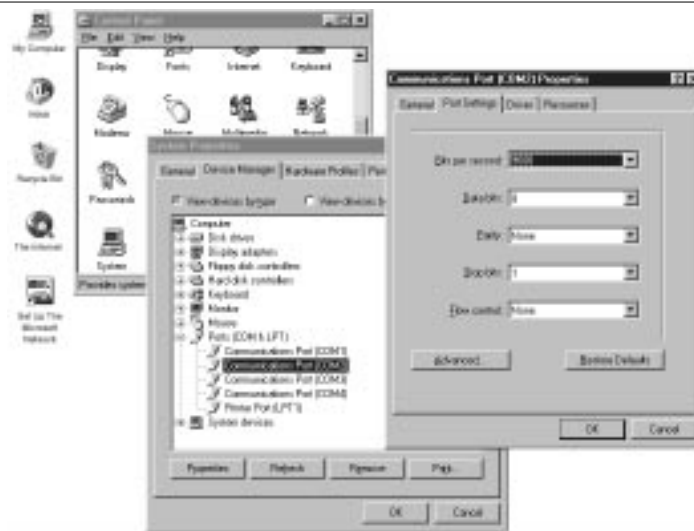 My Computer
Inbox
Recycle Bin
The Internet
Set Up The
Microsoft
Network
Control Panel
File Edit View Help
Display Fonts Internet Keyboard
Modems Mouse Multimedia Network
Passwords
System
Provides system
System Properties
General Device Manager Hardware Profiles
View devices by type View devices b
Computer
Disk drives
Display adapters
Floppy disk controllers
Hard disk controllers
Keyboard
Monitor
Mouse
Ports (COM & LPT)
Communications Port (COM1)
Communications Port (COM2)
Communications Port (COM3)
Communications Port (COM4)
Printer Port (LPT1)
System devices
Properties Refresh Remove Print...
OK Cancel
Communications Port (COM2) Properties
General Port Settings Driver Resources
Bits per second:
Data bits: 8
Parity: None
Stop bits: 1
Flow control: None
Advanced... Restore Defaults
OK Cancel